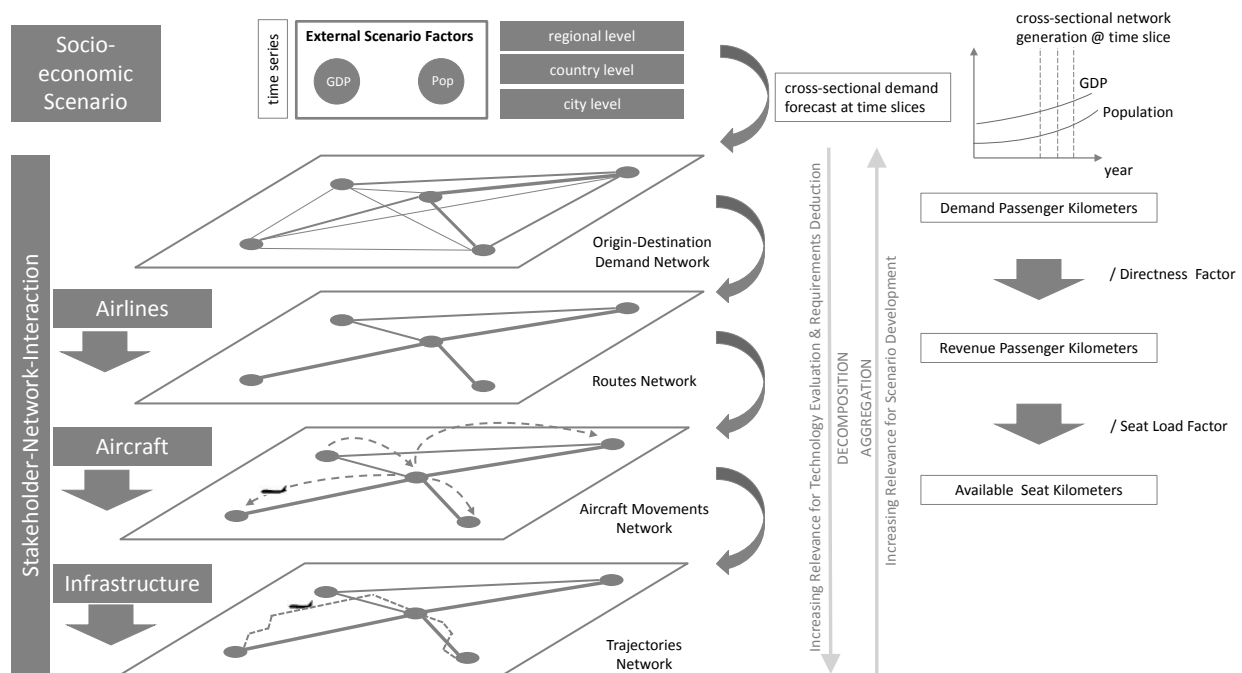 Socio-
economic
Scenario
time series
External Scenario Factors
GDP
Pop
regional level
country level
city level
cross-sectional demand
forecast at time slices
cross-sectional network
generation @ time slice
GDP
Population
year
Stakeholder-Network-Interaction
Origin-Destination
Demand Network
Airlines
Routes Network
Aircraft
Aircraft Movements
Network
Infrastructure
Trajectories
Network
Increasing Relevance for Technology Evaluation & Requirements Deduction
DECOMPOSITION
AGGREGATION
Increasing Relevance for Scenario Development
Demand Passenger Kilometers
/ Directness Factor
Revenue Passenger Kilometers
/ Seat Load Factor
Available Seat Kilometers